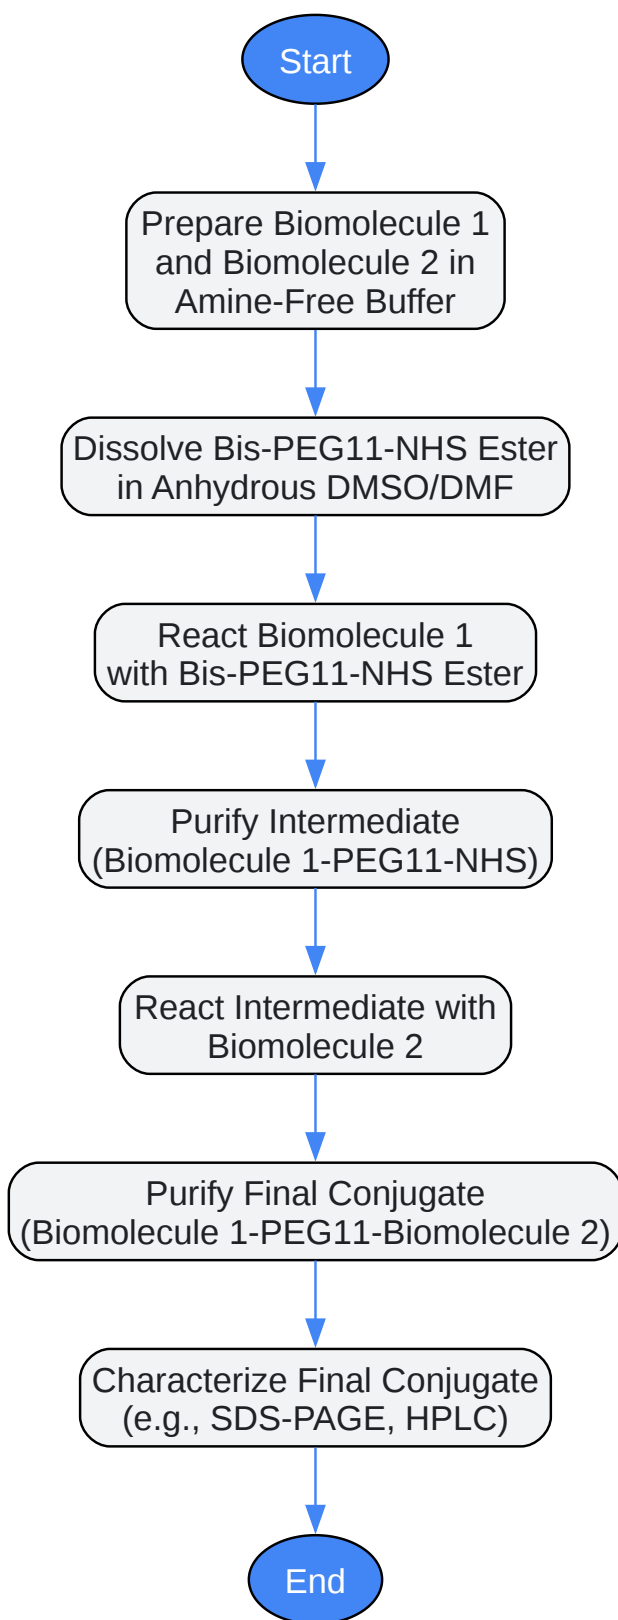 Start
Prepare Biomolecule 1
and Biomolecule 2 in
Amine-Free Buffer
Dissolve Bis-PEG11-NHS Ester
in Anhydrous DMSO/DMF
React Biomolecule 1
with Bis-PEG11-NHS Ester
Purify Intermediate
(Biomolecule 1-PEG11-NHS)
React Intermediate with
Biomolecule 2
Purify Final Conjugate
(Biomolecule 1-PEG11-Biomolecule 2)
Characterize Final Conjugate
(e.g., SDS-PAGE, HPLC)
End